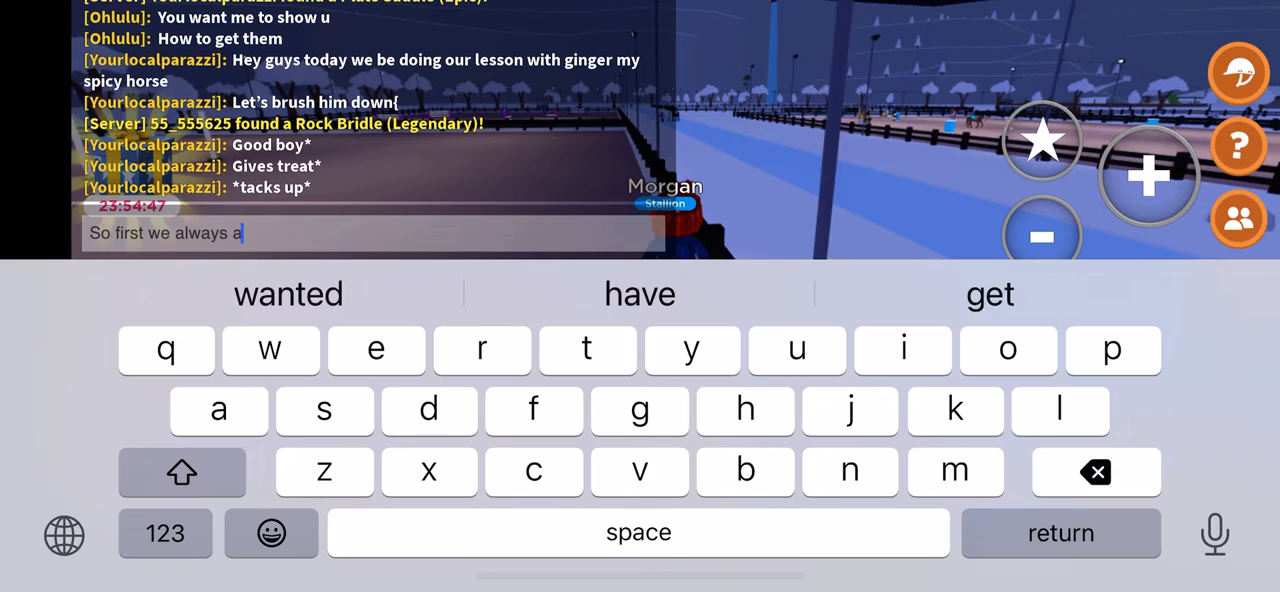 [Ohlulu]: You want me to show u
[Ohlulu]: How to get them
[Yourlocalparazzi]: Hey guys today we be doing our lesson with ginger my
spicy horse
[Yourlocalparazzi]: Let's brush him down{
[Server] 55_555625 found a Rock Bridle (Legendary)!
[Yourlocalparazzi]: Good boy*
[Yourlocalparazzi]: Gives treat*
[Yourlocalparazzi]: *tacks up*
Morgan
Stallion
23:54:47
So first we always a
wanted have get
q w e r t y u i o p
a s d f g h j k l
z x c v b n m
123 space return